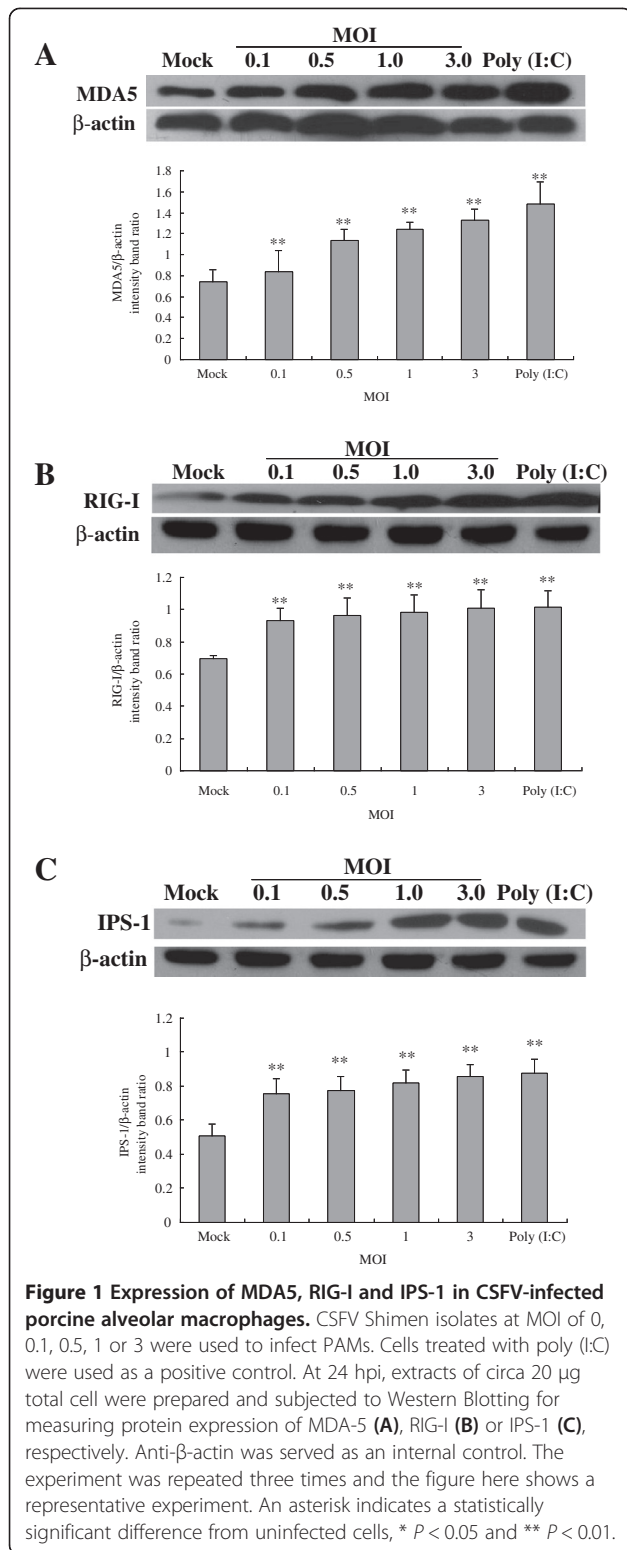 A
MOI
Mock 0.1 0.5 1.0 3.0 Poly (I:C)
MDA5
β-actin
MDA5/β-actin
intensity band ratio
1.8
1.6
1.4
1.2
1
0.8
0.6
0.4
0.2
0
** ** ** ** **
Mock 0.1 0.5 1 3 Poly (I:C)
MOI
B
MOI
Mock 0.1 0.5 1.0 3.0 Poly (I:C)
RIG-I
β-actin
RIG-I/β-actin
intensity band ratio
1.2
1
0.8
0.6
0.4
0.2
0
** ** ** ** **
Mock 0.1 0.5 1 3 Poly (I:C)
MOI
C
MOI
Mock 0.1 0.5 1.0 3.0 Poly (I:C)
IPS-1
β-actin
IPS-1/β-actin
intensity band ratio
1.2
1
0.8
0.6
0.4
0.2
0
** ** ** ** **
Mock 0.1 0.5 1 3 Poly (I:C)
MOI
Figure 1 Expression of MDA5, RIG-I and IPS-1 in CSFV-infected
porcine alveolar macrophages. CSFV Shimen isolates at MOI of 0,
0.1, 0.5, 1 or 3 were used to infect PAMs. Cells treated with poly (I:C)
were used as a positive control. At 24 hpi, extracts of circa 20 μg
total cell were prepared and subjected to Western Blotting for
measuring protein expression of MDA-5 (A), RIG-I (B) or IPS-1 (C),
respectively. Anti-β-actin was served as an internal control. The
experiment was repeated three times and the figure here shows a
representative experiment. An asterisk indicates a statistically
significant difference from uninfected cells, * P < 0.05 and ** P < 0.01.